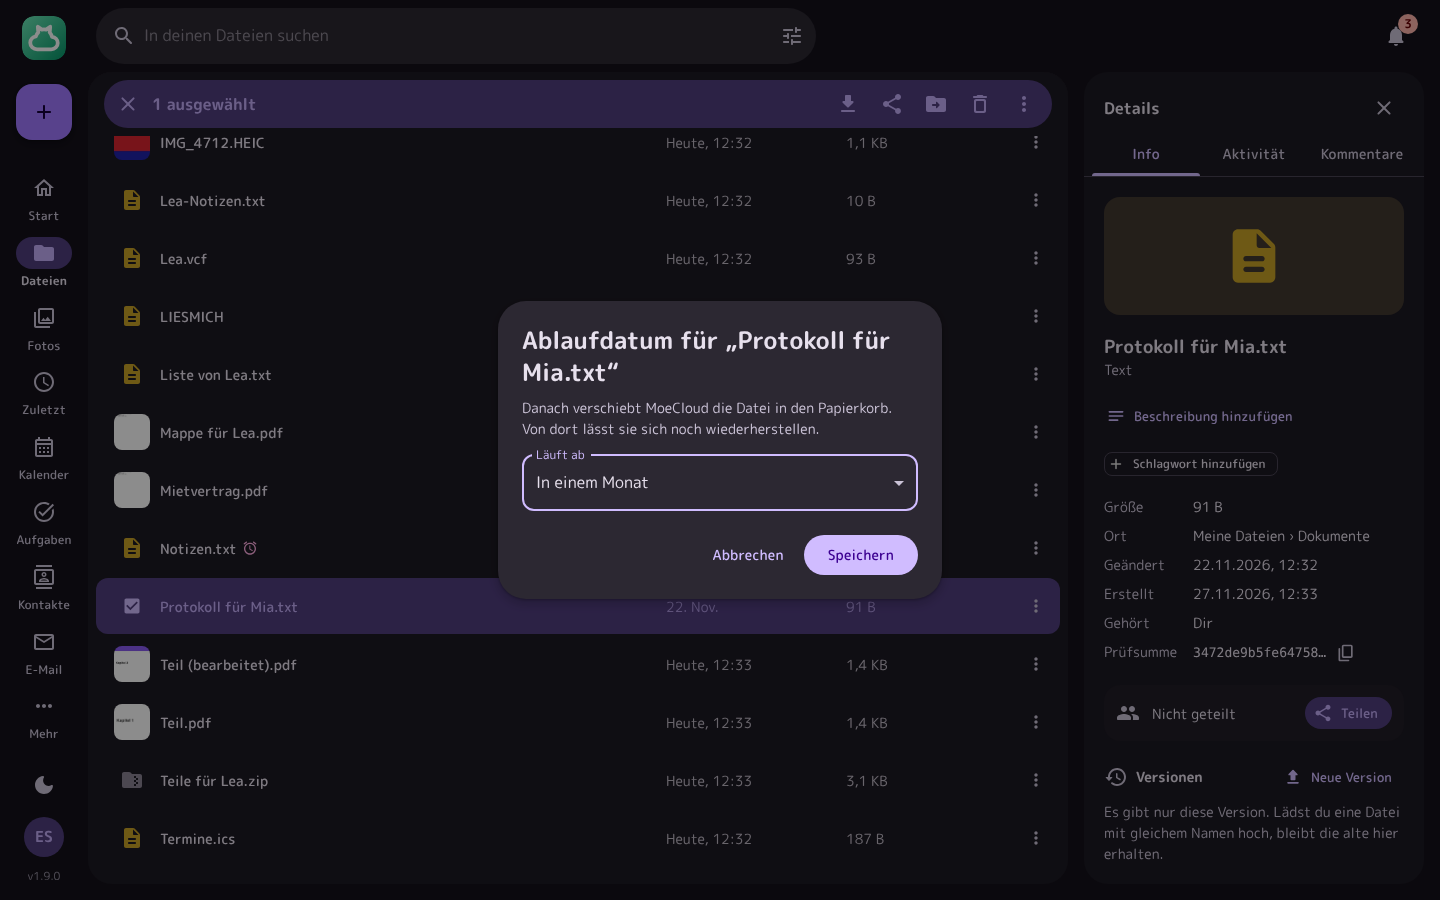 In deinen Dateien suchen
3
1 ausgewählt
Start
Dateien
Fotos
Zuletzt
Kalender
Aufgaben
Kontakte
E-Mail
Mehr
ES
v1.9.0
IMG_4712.HEIC Heute, 12:32 1,1 KB
Lea-Notizen.txt Heute, 12:32 10 B
Lea.vcf Heute, 12:32 93 B
LIESMICH
Liste von Lea.txt
Mappe für Lea.pdf
Mietvertrag.pdf
Notizen.txt
Protokoll für Mia.txt 22. Nov. 91 B
Teil (bearbeitet).pdf Heute, 12:33 1,4 KB
Teil.pdf Heute, 12:33 1,4 KB
Teile für Lea.zip Heute, 12:33 3,1 KB
Termine.ics Heute, 12:32 187 B
Ablaufdatum für „Protokoll für
Mia.txt“
Danach verschiebt MoeCloud die Datei in den Papierkorb.
Von dort lässt sie sich noch wiederherstellen.
Läuft ab
In einem Monat
Abbrechen Speichern
Details
Info Aktivität Kommentare
Protokoll für Mia.txt
Text
Beschreibung hinzufügen
Schlagwort hinzufügen
Größe 91 B
Ort Meine Dateien › Dokumente
Geändert 22.11.2026, 12:32
Erstellt 27.11.2026, 12:33
Gehört Dir
Prüfsumme 3472de9b5fe64758…
Nicht geteilt Teilen
Versionen Neue Version
Es gibt nur diese Version. Lädst du eine Datei
mit gleichem Namen hoch, bleibt die alte hier
erhalten.